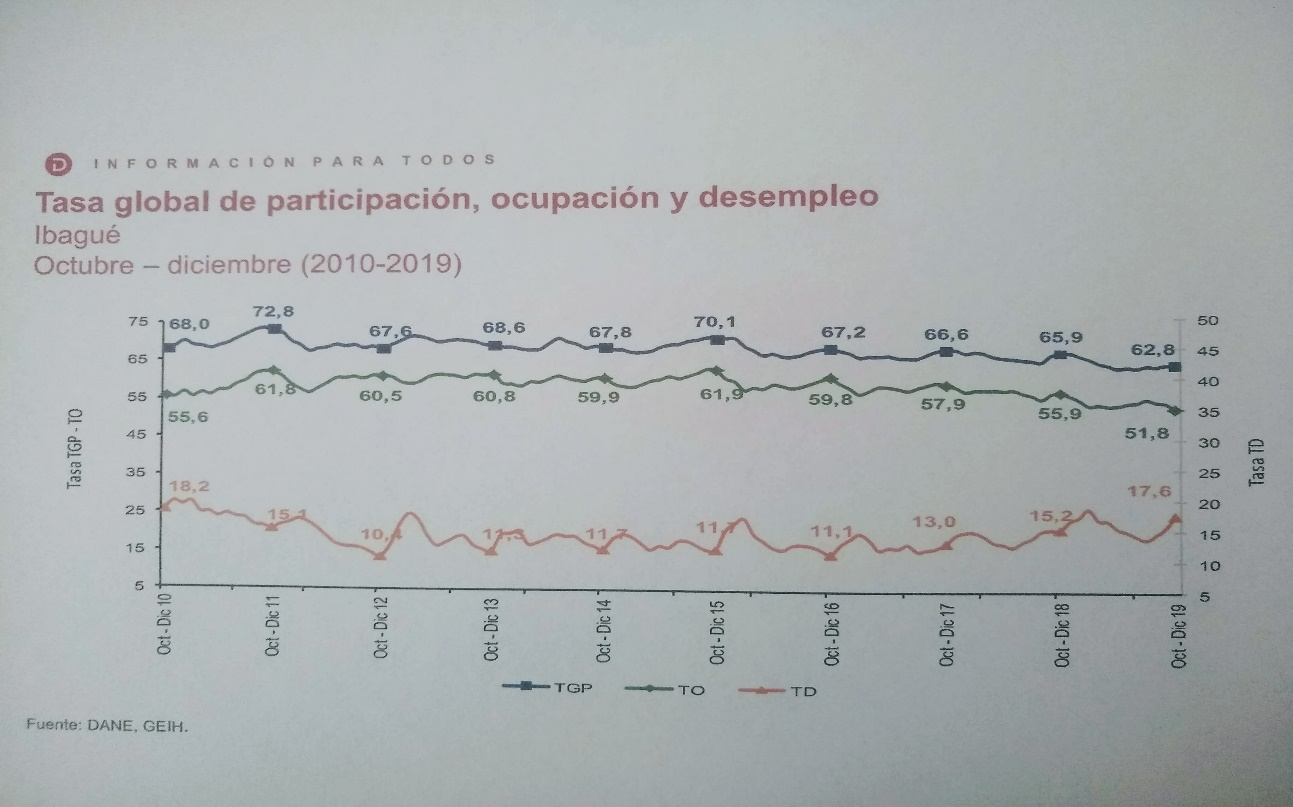 D INFORMACIÓN PARA TODOS
Tasa global de participación, ocupación y desempleo
Ibagué
Octubre – diciembre (2010-2019)
Tasa TGP - TO
75
65
55
45
35
25
15
5
68,0
72,8
67,6
68,6
67,8
70,1
67,2
66,6
65,9
62,8
55,6
61,8
60,5
60,8
59,9
61,9
59,8
57,9
55,9
51,8
18,2
15,1
10,4
11,3
11,7
11,7
11,1
13,0
15,2
17,6
50
45
40
35
30
25
20
15
10
5
Tasa TD
Oct - Dic 10
Oct - Dic 11
Oct - Dic 12
Oct - Dic 13
Oct - Dic 14
Oct - Dic 15
Oct - Dic 16
Oct - Dic 17
Oct - Dic 18
Oct - Dic 19
TGP TO TD
Fuente: DANE, GEIH.